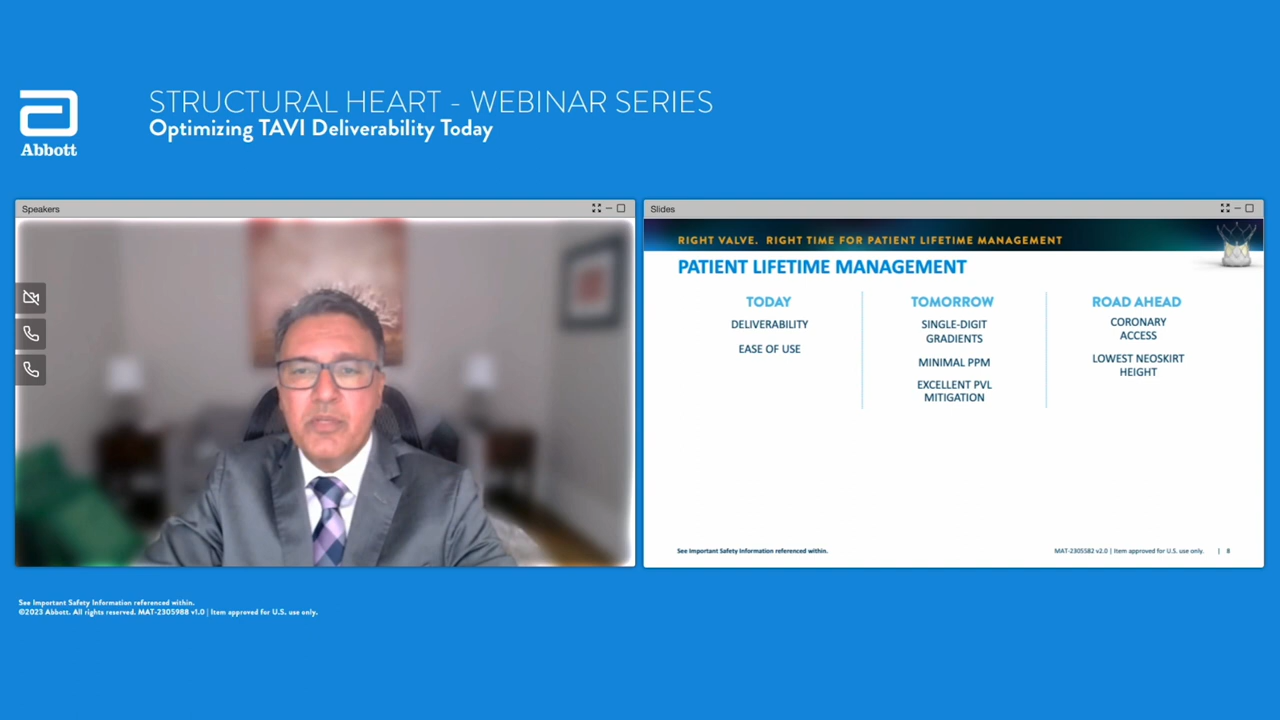 Abbott
STRUCTURAL HEART - WEBINAR SERIES
Optimizing TAVI Deliverability Today
Speakers
Slides
RIGHT VALVE. RIGHT TIME FOR PATIENT LIFETIME MANAGEMENT
PATIENT LIFETIME MANAGEMENT
TODAY
DELIVERABILITY
EASE OF USE
TOMORROW
SINGLE-DIGIT
GRADIENTS
MINIMAL PPM
EXCELLENT PVL
MITIGATION
ROAD AHEAD
CORONARY
ACCESS
LOWEST NEOSKIRT
HEIGHT
See Important Safety Information referenced within.
MAT-2305582 v2.0 | Item approved for U.S. use only. | 8
See Important Safety Information referenced within.
©2023 Abbott. All rights reserved. MAT-2305988 v1.0 | Item approved for U.S. use only.